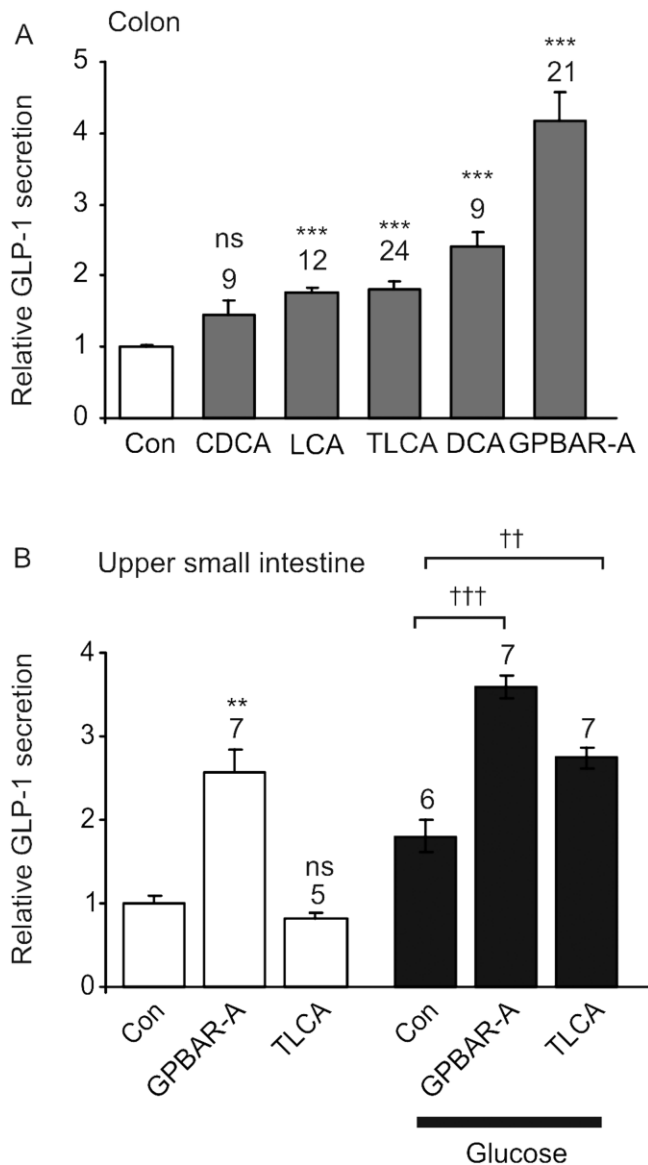 A
Colon
Relative GLP-1 secretion
5
4
3
2
1
0
ns
9
***
12
***
24
***
9
***
21
Con CDCA LCA TLCA DCA GPBAR-A
B
Upper small intestine
††
†††
Relative GLP-1 secretion
4
3
2
1
0
**
7
ns
5
6
7
7
Con GPBAR-A TLCA Con GPBAR-A TLCA
Glucose